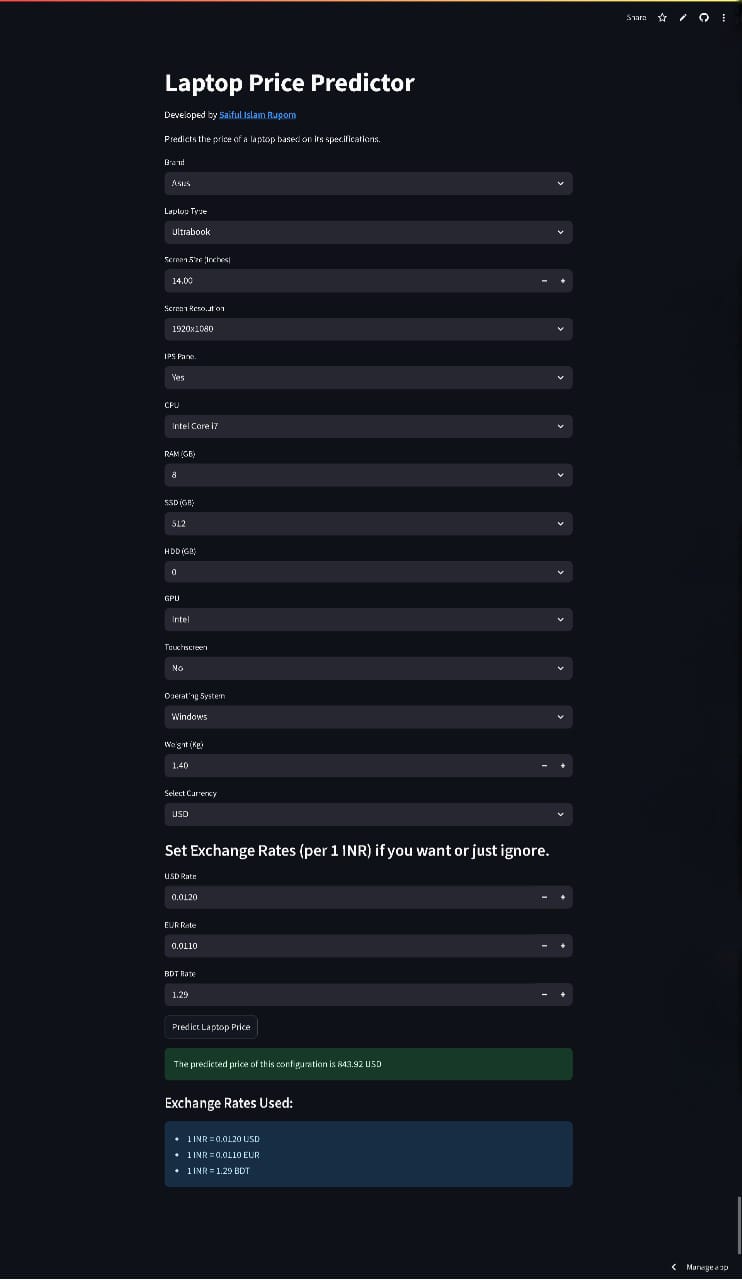 Share
Laptop Price Predictor
Developed by Saiful Islam Rupom
Predicts the price of a laptop based on its specifications.
Brand
Asus
Laptop Type
Ultrabook
Screen Size (Inches)
14.00
Screen Resolution
1920x1080
IPS Panel
Yes
CPU
Intel Core i7
RAM (GB)
8
SSD (GB)
512
HDD (GB)
0
GPU
Intel
Touchscreen
No
Operating System
Windows
Weight (Kg)
1.40
Select Currency
USD
Set Exchange Rates (per 1 INR) if you want or just ignore.
USD Rate
0.0120
EUR Rate
0.0110
BDT Rate
1.29
Predict Laptop Price
The predicted price of this configuration is 843.92 USD
Exchange Rates Used:
• 1 INR = 0.0120 USD
• 1 INR = 0.0110 EUR
• 1 INR = 1.29 BDT
Manage app